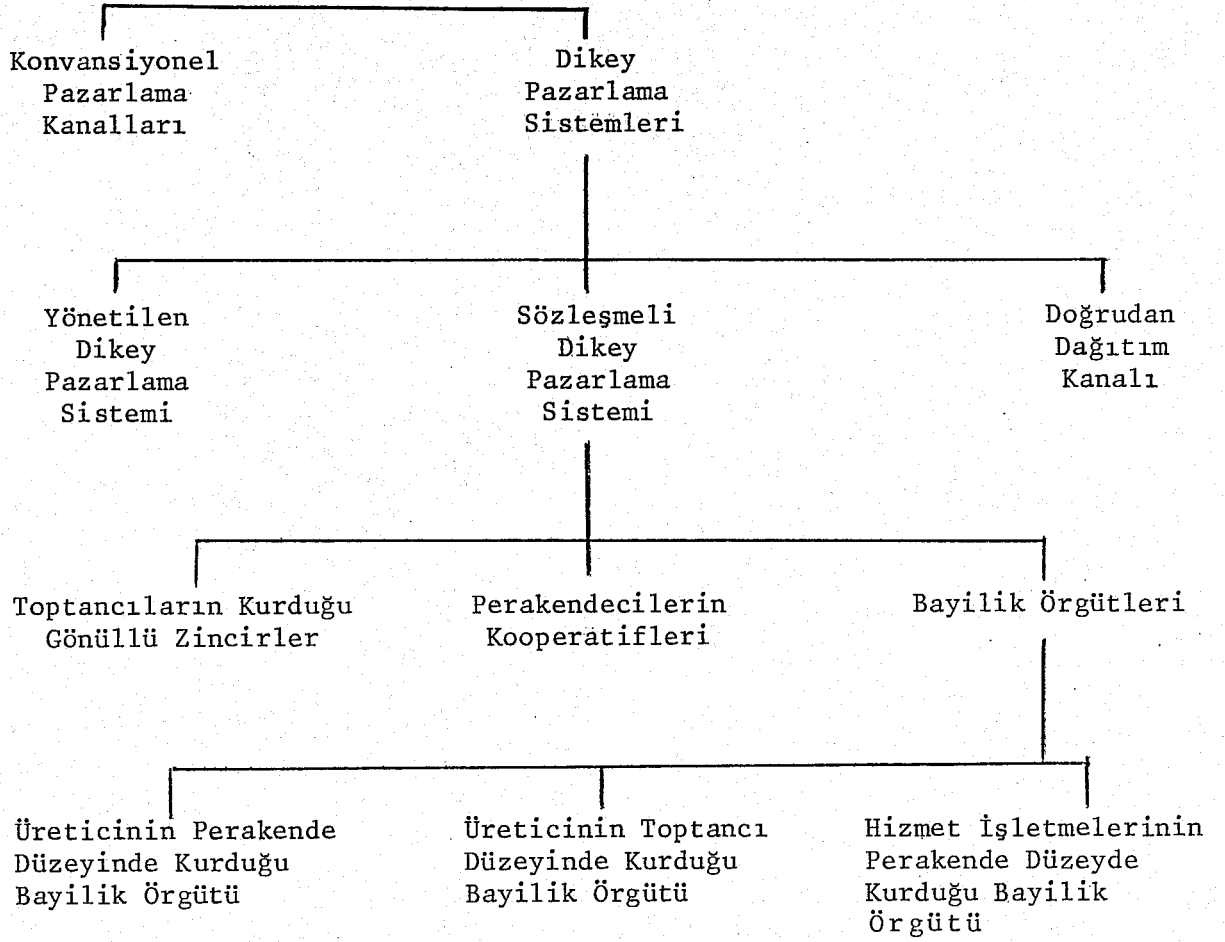 Konvansiyonel
Pazarlama
Kanalları
Dikey
Pazarlama
Sistemleri
Yönetilen
Dikey
Pazarlama
Sistemi
Sözleşmeli
Dikey
Pazarlama
Sistemi
Doğrudan
Dağıtım
Kanalı
Toptancıların Kurduğu
Gönüllü Zincirler
Perakendecilerin
Kooperatifleri
Bayilik Örgütleri
Üreticinin Perakende
Düzeyinde Kurduğu
Bayilik Örgütü
Üreticinin Toptancı
Düzeyinde Kurduğu
Bayilik Örgütü
Hizmet İşletmelerinin
Perakende Düzeyde
Kurduğu Bayilik
Örgütü